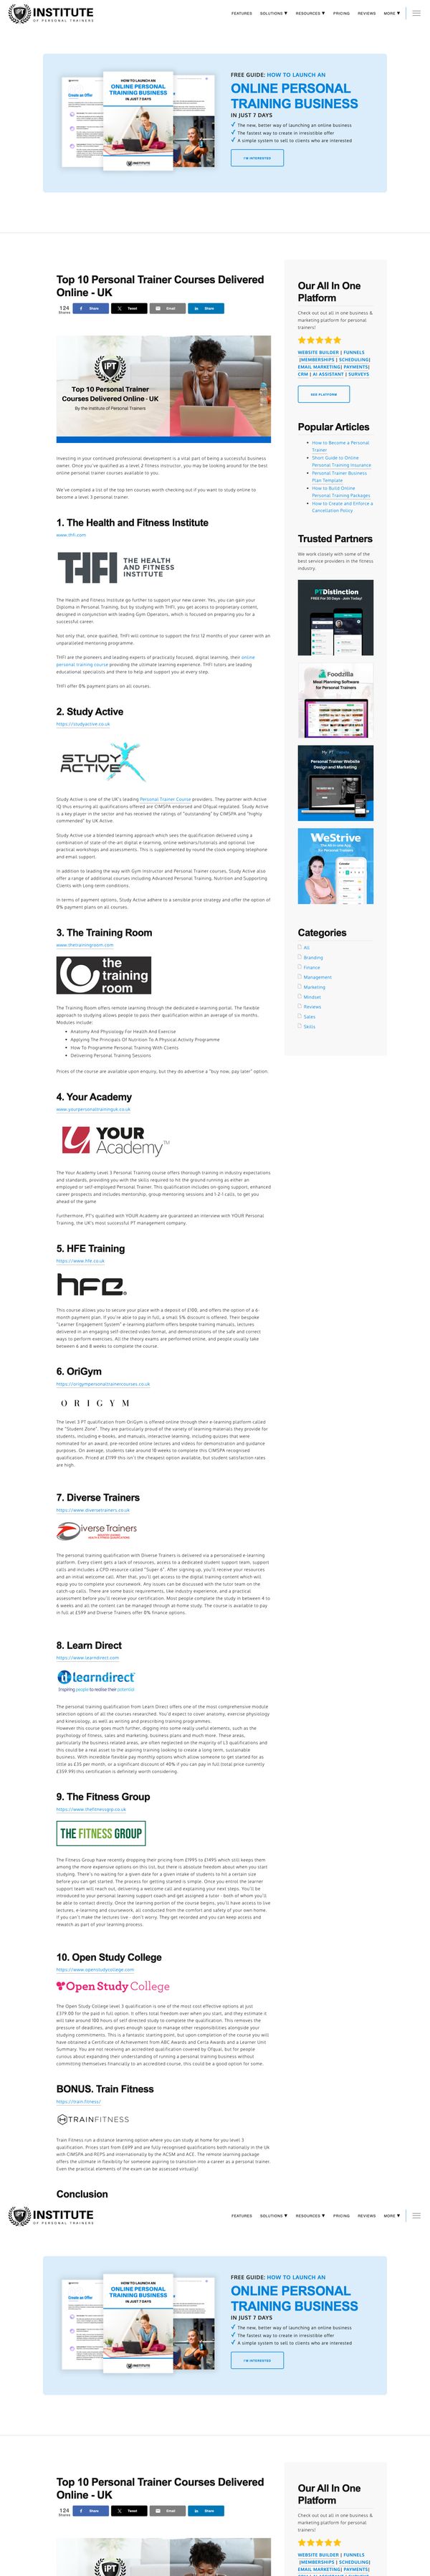 INSTITUTE
OF PERSONAL TRAINERS
FEATURES SOLUTIONS RESOURCES PRICING REVIEWS MORE
HOW TO LAUNCH AN
ONLINE PERSONAL
TRAINING BUSINESS
IN JUST 7 DAYS
INSTITUTE
FREE GUIDE: HOW TO LAUNCH AN
ONLINE PERSONAL
TRAINING BUSINESS
IN JUST 7 DAYS
The new, better way of launching an online business
The fastest way to create in irresistible offer
A simple system to sell to clients who are interested
I'M INTERESTED
Top 10 Personal Trainer Courses Delivered
Online - UK
124
Shares
Share
Tweet
Email
Share
IPT
Top 10 Personal Trainer
Courses Delivered Online - UK
By the Institute of Personal Trainers
Investing in your continued professional development is a vital part of being a successful business
owner. Once you've qualified as a gym instructor, you may be interested in the best
online personal trainer courses available to you.
We've compiled a list of the top ten courses worth checking out if you want to study online to
become a level 3 personal trainer.
1. The Health and Fitness Institute
www.thfi.com
THE HEALTH
AND FITNESS
INSTITUTE
The Health and Fitness Institute go further to support your new career. Yes, you can gain your
Diploma in Personal Training, but by studying with THFI, you get access to proprietary content,
designed in conjunction with leading Gym Operators, which is focused on preparing you for a
successful career.
Not only that, once qualified, THFI will continue to support the first 12 months of your career with an
unparalleled mentoring programme.
THFI are the pioneers and leading experts of practically focused, digital learning, their online
personal training course providing the ultimate experience. THFI tutors are leading
educational specialists there to help and support you at every step.
THFI offer 0% payment plans on all courses.
2. Study Active
https://studyactive.co.uk
STUDY
ACTIVE
Study Active is one of the UK's leading Personal Trainer Course providers. They partner with Active
IQ thus ensuring all qualifications offered are CIMSPA endorsed and Ofqual regulated. Study Active
is a key player in the sector and has received the ratings of "outstanding" by CIMSPA and "highly
commended" by UK Active.
Study Active use a blended learning approach which sees the qualification delivered using a
combination of state-of-the art digital e learning, online webinars/tutorials and optional, live
practical workshops and assessments. This is supplemented by round the clock ongoing telephone
and email support.
In addition to leading the way with Gym Instructor and Personal Trainer courses, Study Active also
offer a range of additional courses including Advanced Personal Training, Nutrition and Supporting
Clients with Long term conditions.
In terms of payment options, Study Active adhere to a sensible price strategy and offer the option of
0% payment plans on all courses.
3. The Training Room
www.thetrainingroom.com
the
training
room
The Training Room offers remote learning through the dedicated e-learning portal. The flexible
approach to studying allows people to pass their qualification within an average of 6 months.
Modules include:
Anatomy And Physiology For Health And Exercise
Applying The Principals Of Nutrition To A Physical Activity Programme
How To Programme Personal Training With Clients
Delivering Personal Training Sessions
Prices of the course are available upon enquiry, but they do advertise a "buy now, pay later" option.
4. Your Academy
www.yourpersonaltraininguk.co.uk
YOUR
Academy TM
The Your Academy Level 3 Personal Training course offers thorough training in industry expectations
and standards, providing you with the skills required to hit the ground running as either an
employed or self-employed Personal Trainer. This qualification includes on-going support, enhanced
career prospects and includes mentorship, group mentoring sessions and 1-2-1 calls, to get you
ahead of the game
Furthermore, PT's qualified with YOUR Academy are guaranteed an interview with YOUR Personal
Training, the UK's most successful PT management company.
5. HFE Training
https://www.hfe.co.uk
hfe
This course allows you to secure your place with a deposit of £100, and offers the option of a 6-
month payment plan. If you're able to pay in full, a small 5% discount is offered. Their bespoke
"Learner Engagement System" e-learning platform offers bespoke interactive manuals, lectures
delivered in an engaging self-directed video format, and demonstrations of the safe and correct
ways to perform exercises. All the theory exams are performed online, and people usually take
between 4 and 8 weeks to complete the course.
6. OriGym
https://origympersonaltrainercourses.co.uk
ORIGYM
The level 3 PT qualification from OriGym is offered online through their e-learning platform called
the "Student Zone". They are particularly proud of the variety of learning materials they provide for
students, including e-books, and manuals, interactive learning, including quizzes that were
nominated for an award, pre-recorded online lectures and videos for demonstration and guidance
purposes. On average, students take around 16 weeks to complete this CIMSPA recognised
qualification. Priced at £1199 this isn't the cheapest option available, but student satisfaction rates
are high.
7. Diverse Trainers
https://www.diversetrainers.co.uk
Diverse Trainers
The personal training qualification with Diverse Trainers is delivered via a personalised e-learning
platform. Every student gets a lot of resources, and access to a dedicated support team. support
calls and includes a CPD resource called "Super 6". After signing up, you'll receive your resources
and an initial welcome call. After that, you'll get access to the digital training content which will
allow you to complete your coursework. Any issues can be discussed with the tutor team on the
catch-up calls. There are some basic requirements, like industry experience, and a practical
assessment before you'll receive your certification. Most people complete the study in between 4 to
6 weeks and all the content can be managed through an home-study. The course is available to pay
in full at £599 and Diverse Trainers offer 0% finance options.
8. Learn Direct
https://www.learndirect.com
learndirect
Inspiring people to realise their potential
The personal training qualification from Learn Direct offers one of the most comprehensive module
selection options of all the courses researched. You'd expect to cover anatomy, exercise physiology
and kinesiology, as well as writing and prescribing training programmes.
However this course goes much further, digging into some really useful elements, such as the
psychology of fitness, sales and marketing, business plans and much more. These areas,
particularly the business related areas, are often neglected on the majority of L3 qualifications and
this could be a real asset to the aspiring training looking to create a long term, sustainable
business. With incredible flexible pay monthly options which allow someone to get started for as
little as £35 per month, or a significant discount of 40% if you can pay in full (total price currently
£359.99) this certification is definitely worth considering.
9. The Fitness Group
https://www.thefitnessgrp.co.uk
THE FITNESS GROUP
The Fitness Group have recently dropping their pricing from £1995 to £1495 which still keeps them
among the more expensive options on this list, but there is absolute freedom about when you start
studying. There's no waiting for a given date for a given intake of students to hit a certain size
before you can get started. The process for getting started is simple. Once you enrolled the learner
support team will reach out, delivering a welcome call and explaining your next steps. You'll be
introduced to your personal learning support coach and get assigned a tutor - both of whom you'll
be able to contact directly. Once the learning portal becomes available, you'll have access to live
lectures, e-learning and coursework, all conducted from the comfort and safety of your own home.
If you can't make the lectures live - don't worry. They get recorded and you can keep access and
rewatch as part of your learning process.
10. Open Study College
https://www.openstudycollege.com
Open Study College
The Open Study College level 3 qualification is one of the most cost effective options at just
£379.00 for the paid in full option. It offers total freedom over when you start, and they estimate it
will take around 100 hours of self directed study to complete the qualification. This removes the
pressure of deadlines, and gives enough space to manage other responsibilities alongside your
studying commitments. This is a fantastic starting point, but upon completion of the course you will
have obtained a Certificate of Achievement from ABC Awards and a Lower Awards and a Learner Unit
Summary. You are not receiving an accredited qualification covered by Ofqual, but for people
curious about expanding their understanding of running a personal training business without
committing themselves financially to an accredited course, this could be a good option for some.
BONUS. Train Fitness
https://train.fitness/
TRAINFITNESS
Train Fitness run a distance learning option where you can study at home for you level 3
qualification. Prices start from £699 and are fully recognised qualifications both nationally in the Uk
with CIMSPA and REPS and internationally by the ACSM and ACE. The remote learning package
offers the ultimate in flexibility for someone aspiring to transition into a career as a personal trainer.
Even the practical elements of the exam can be accessed virtually!
Conclusion
Our All In One
Platform
Check out out all in one business &
marketing platform for personal
trainers!
WEBSITE BUILDER | FUNNELS
|MEMBERSHIPS | SCHEDULING|
EMAIL MARKETING| PAYMENTS|
CRM | AI ASSISTANT | SURVEYS
SEE PLATFORM
Popular Articles
How to Become a Personal
Trainer
Short Guide to Online
Personal Training Insurance
Personal Trainer Business
Plan Template
How to Build Online
Personal Training Packages
How to Create and Enforce a
Cancellation Policy
Trusted Partners
We work closely with some of the
best service providers in the fitness
industry.
PTDistinction
FREE For 30 Days - Join Today!
Foodzilla
Meal Planning Software
for Personal Trainers
My PT Website
Personal Trainer Website
Design and Marketing
WeStrive
The All-in-one App
for Personal Trainers
Categories
All
Branding
Finance
Management
Marketing
Mindset
Reviews
Sales
Skills
INSTITUTE
OF PERSONAL TRAINERS
FEATURES SOLUTIONS RESOURCES PRICING REVIEWS MORE
HOW TO LAUNCH AN
ONLINE PERSONAL
TRAINING BUSINESS
IN JUST 7 DAYS
INSTITUTE
FREE GUIDE: HOW TO LAUNCH AN
ONLINE PERSONAL
TRAINING BUSINESS
IN JUST 7 DAYS
The new, better way of launching an online business
The fastest way to create in irresistible offer
A simple system to sell to clients who are interested
I'M INTERESTED
Top 10 Personal Trainer Courses Delivered
Online - UK
124
Shares
Share
Tweet
Email
Share
IPT
Our All In One
Platform
Check out out all in one business &
marketing platform for personal
trainers!
WEBSITE BUILDER | FUNNELS
|MEMBERSHIPS | SCHEDULING|
EMAIL MARKETING| PAYMENTS|